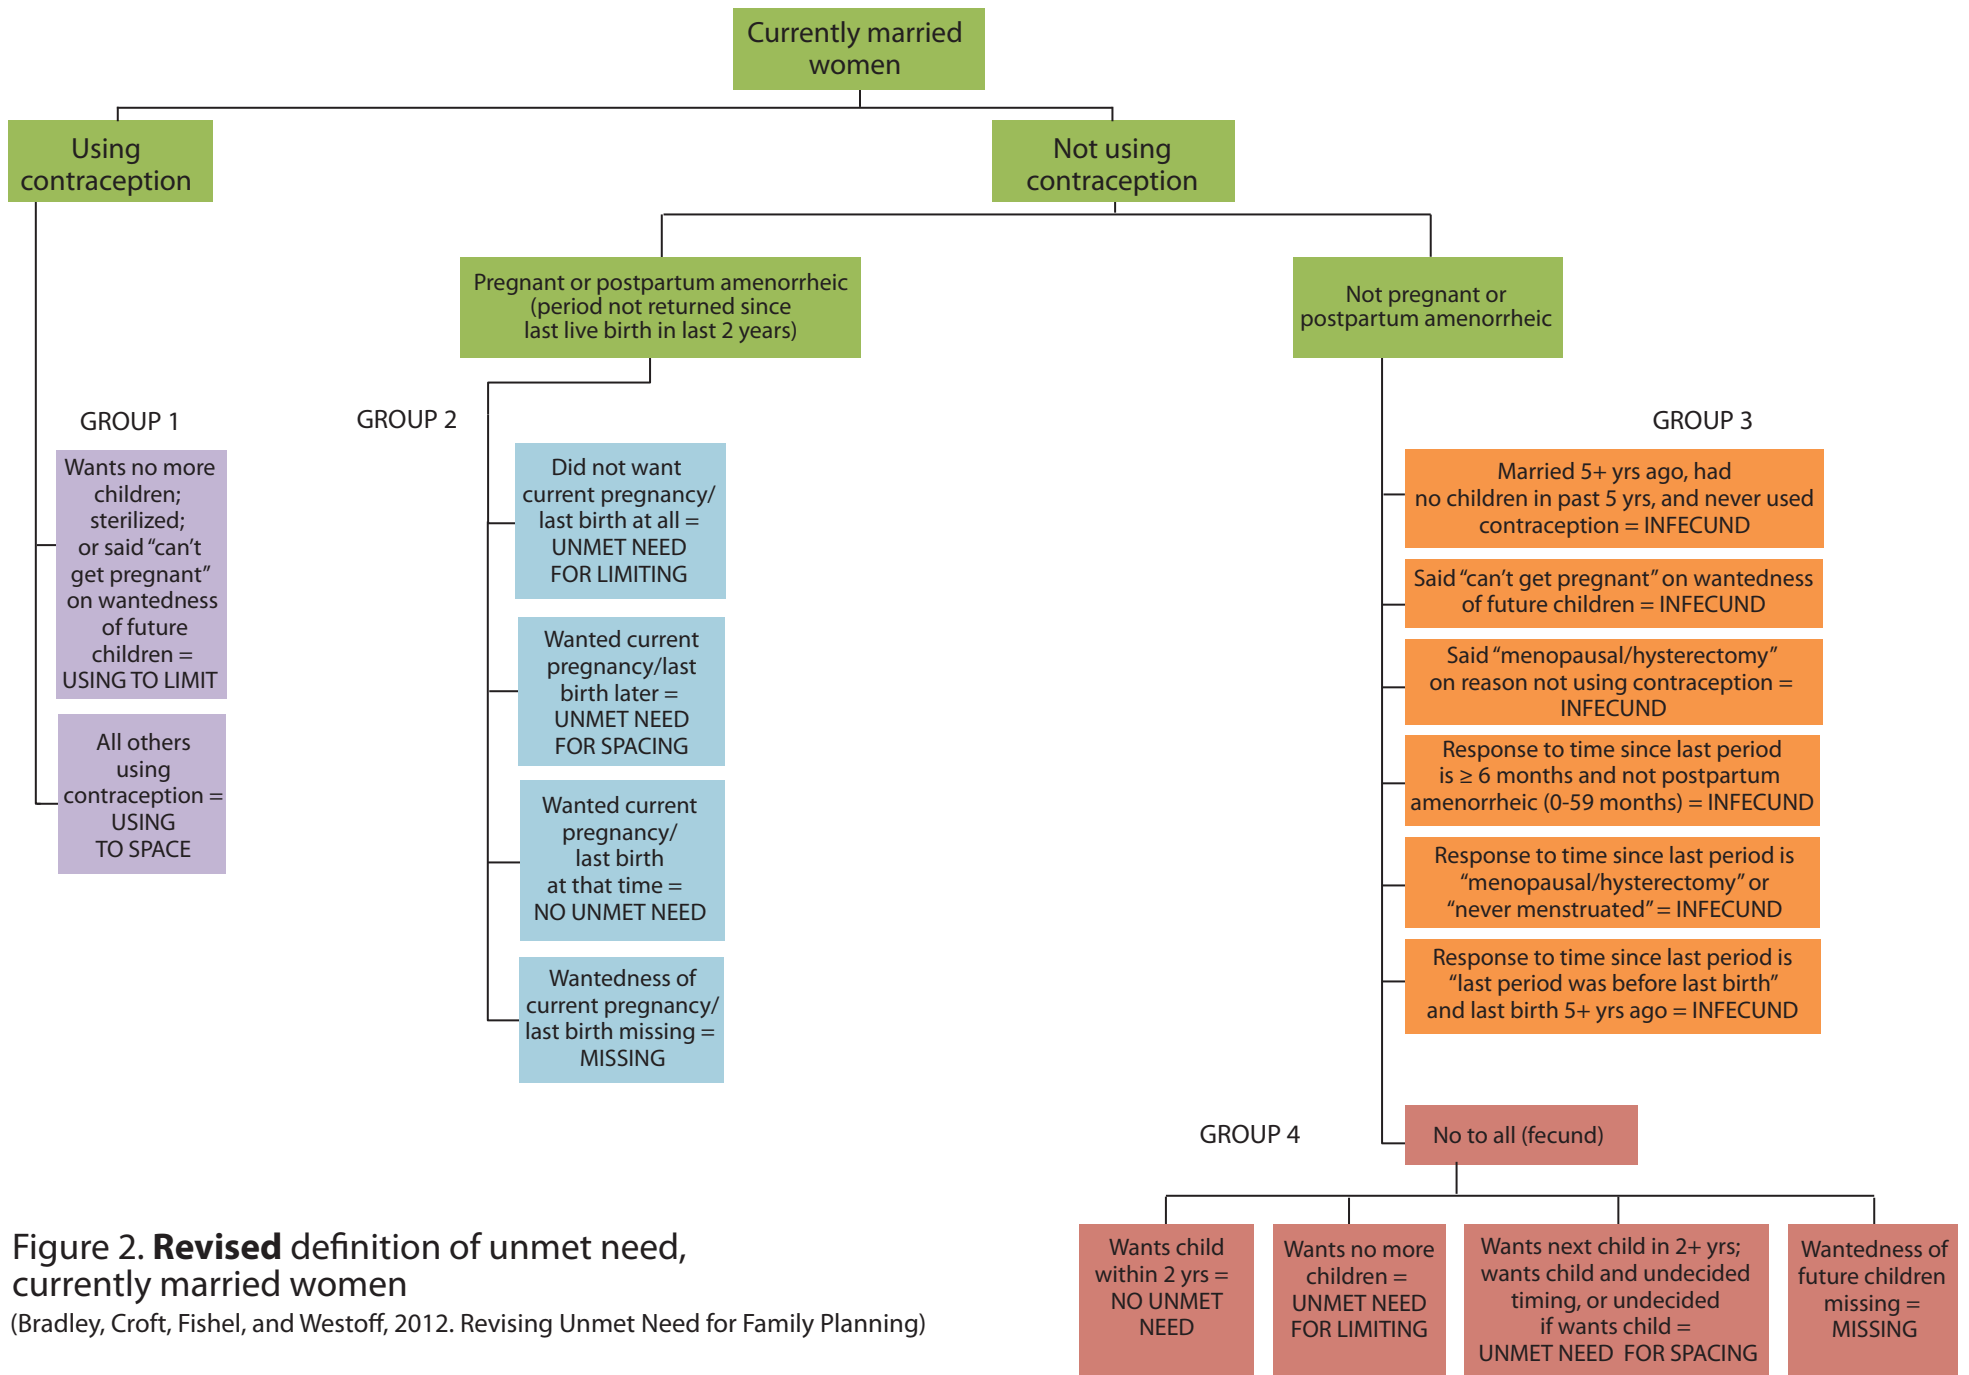 Currently married
women
Using
contraception
Not using
contraception
Pregnant or postpartum amenorrheic
(period not returned since
last live birth in last 2 years)
Not pregnant or
postpartum amenorrheic
GROUP 1
Wants no more
children;
sterilized;
or said “can’t
get pregnant”
on wantedness
of future
children =
USING TO LIMIT
All others
using
contraception =
USING
TO SPACE
GROUP 2
Did not want
current pregnancy/
last birth at all =
UNMET NEED
FOR LIMITING
Wanted current
pregnancy/last
birth later =
UNMET NEED
FOR SPACING
Wanted current
pregnancy/
last birth
at that time =
NO UNMET NEED
Wantedness of
current pregnancy/
last birth missing =
MISSING
GROUP 3
Married 5+ yrs ago, had
no children in past 5 yrs, and never used
contraception = INFECUND
Said “can’t get pregnant” on wantedness
of future children = INFECUND
Said “menopausal/hysterectomy”
on reason not using contraception =
INFECUND
Response to time since last period
is ≥ 6 months and not postpartum
amenorrheic (0-59 months) = INFECUND
Response to time since last period is
“menopausal/hysterectomy” or
“never menstruated” = INFECUND
Response to time since last period is
“last period was before last birth”
and last birth 5+ yrs ago = INFECUND
GROUP 4
No to all (fecund)
Wants child
within 2 yrs =
NO UNMET
NEED
Wants no more
children =
UNMET NEED
FOR LIMITING
Wants next child in 2+ yrs;
wants child and undecided
timing, or undecided
if wants child =
UNMET NEED FOR SPACING
Wantedness of
future children
missing =
MISSING
Figure 2. Revised definition of unmet need,
currently married women
(Bradley, Croft, Fishel, and Westoff, 2012. Revising Unmet Need for Family Planning)